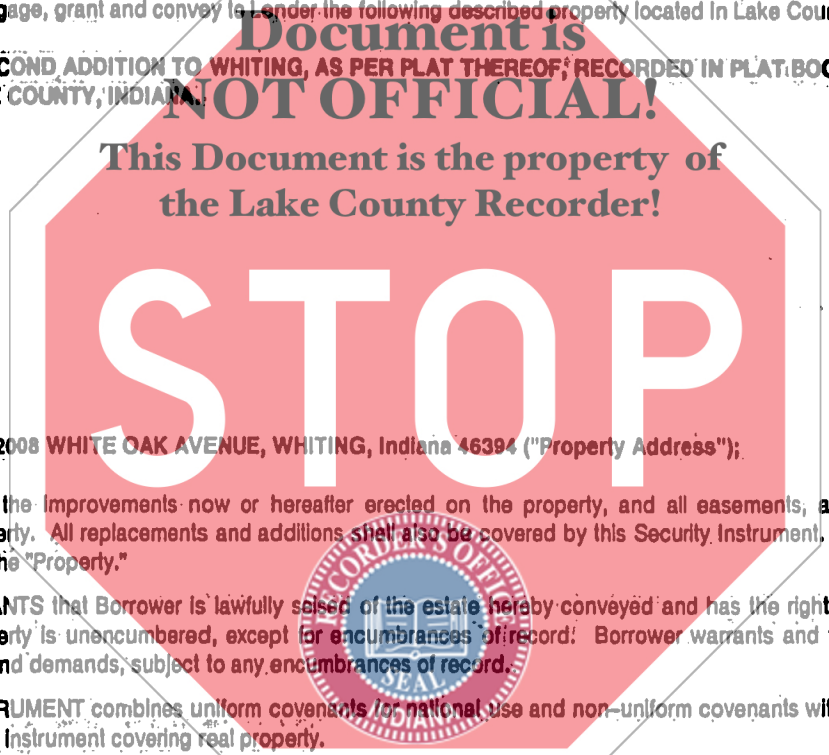 gage, grant and convey to Lender the following described property located in Lake Cou
Document is
COND ADDITION TO WHITING, AS PER PLAT THEREOF, RECORDED IN PLAT BOO
COUNTY, INDIANA.
NOT OFFICIAL!
This Document is the property of
the Lake County Recorder!
STOP
2008 WHITE OAK AVENUE, WHITING, Indiana 46394 ("Property Address");
the improvements now or hereafter erected on the property, and all easements, a
erty. All replacements and additions shall also be covered by this Security Instrument.
he "Property."
RECORDER'S OFFICE
ANTS that Borrower is lawfully seised of the estate hereby conveyed and has the right
erty is unencumbered, except for encumbrances of record. Borrower warrants and
nd demands, subject to any encumbrances of record.
SEAL
RUMENT combines uniform covenants for national use and non-uniform covenants wit
INDIANA
instrument covering real property.